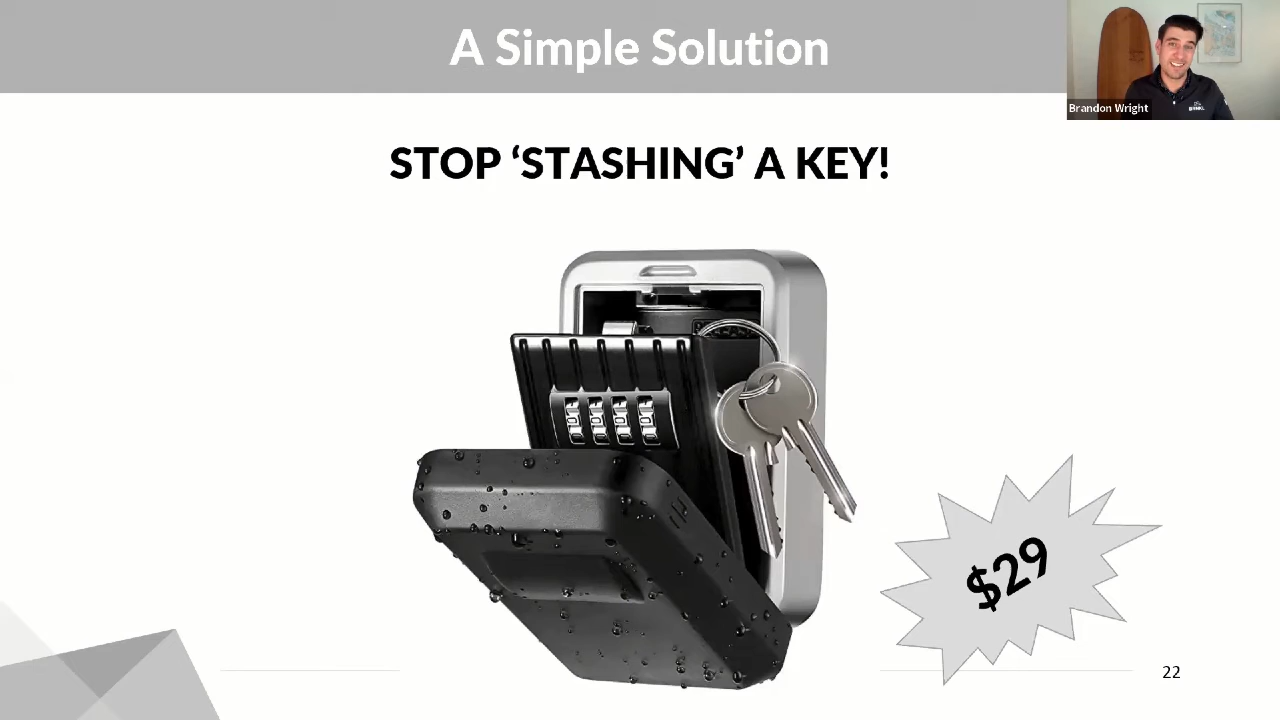 A Simple Solution
Brandon Wright
STOP ‘STASHING’ A KEY!
$29
22